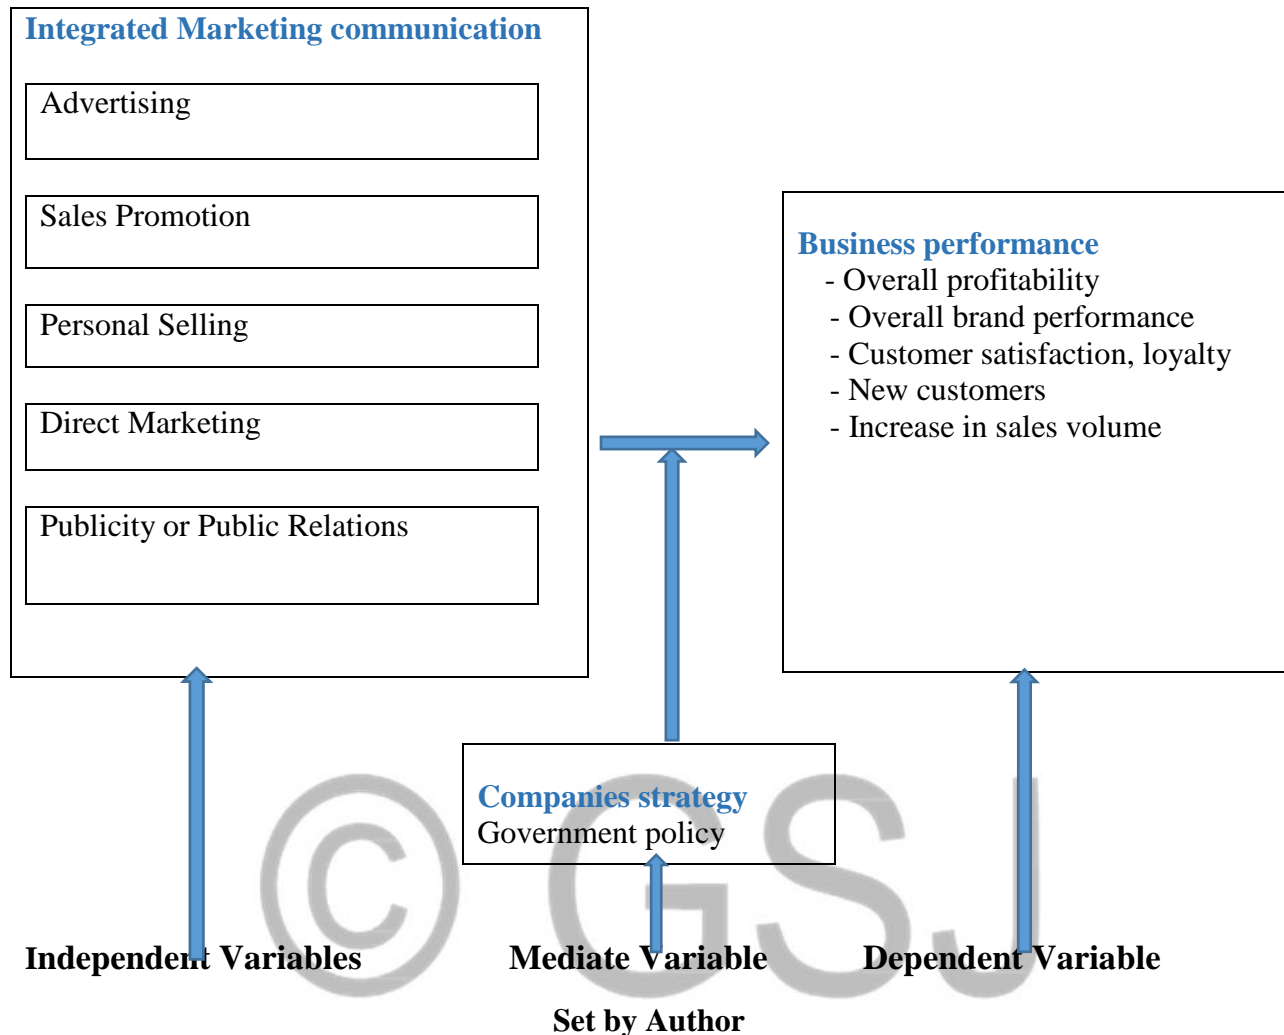 Integrated Marketing communication
Advertising
Sales Promotion
Personal Selling
Direct Marketing
Publicity or Public Relations
Business performance
- Overall profitability
- Overall brand performance
- Customer satisfaction, loyalty
- New customers
- Increase in sales volume
Companies strategy
Government policy
© GSJ
Independent Variables
Mediate Variable
Dependent Variable
Set by Author